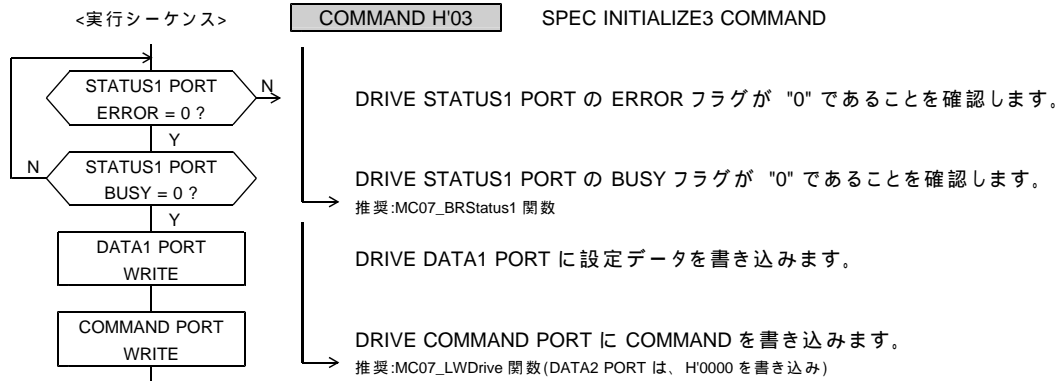 <実行シーケンス>
COMMAND H'03
SPEC INITIALIZE3 COMMAND
STATUS1 PORT
ERROR = 0 ?
N
Y
DRIVE STATUS1 PORT の ERROR フラグが "0" であることを確認します。
N
STATUS1 PORT
BUSY = 0 ?
Y
DRIVE STATUS1 PORT の BUSY フラグが "0" であることを確認します。
推奨:MC07_BRStatus1 関数
DATA1 PORT
WRITE
DRIVE DATA1 PORT に設定データを書き込みます。
COMMAND PORT
WRITE
DRIVE COMMAND PORT に COMMAND を書き込みます。
推奨:MC07_LWDrive 関数(DATA2 PORT は、H'0000 を書き込み)